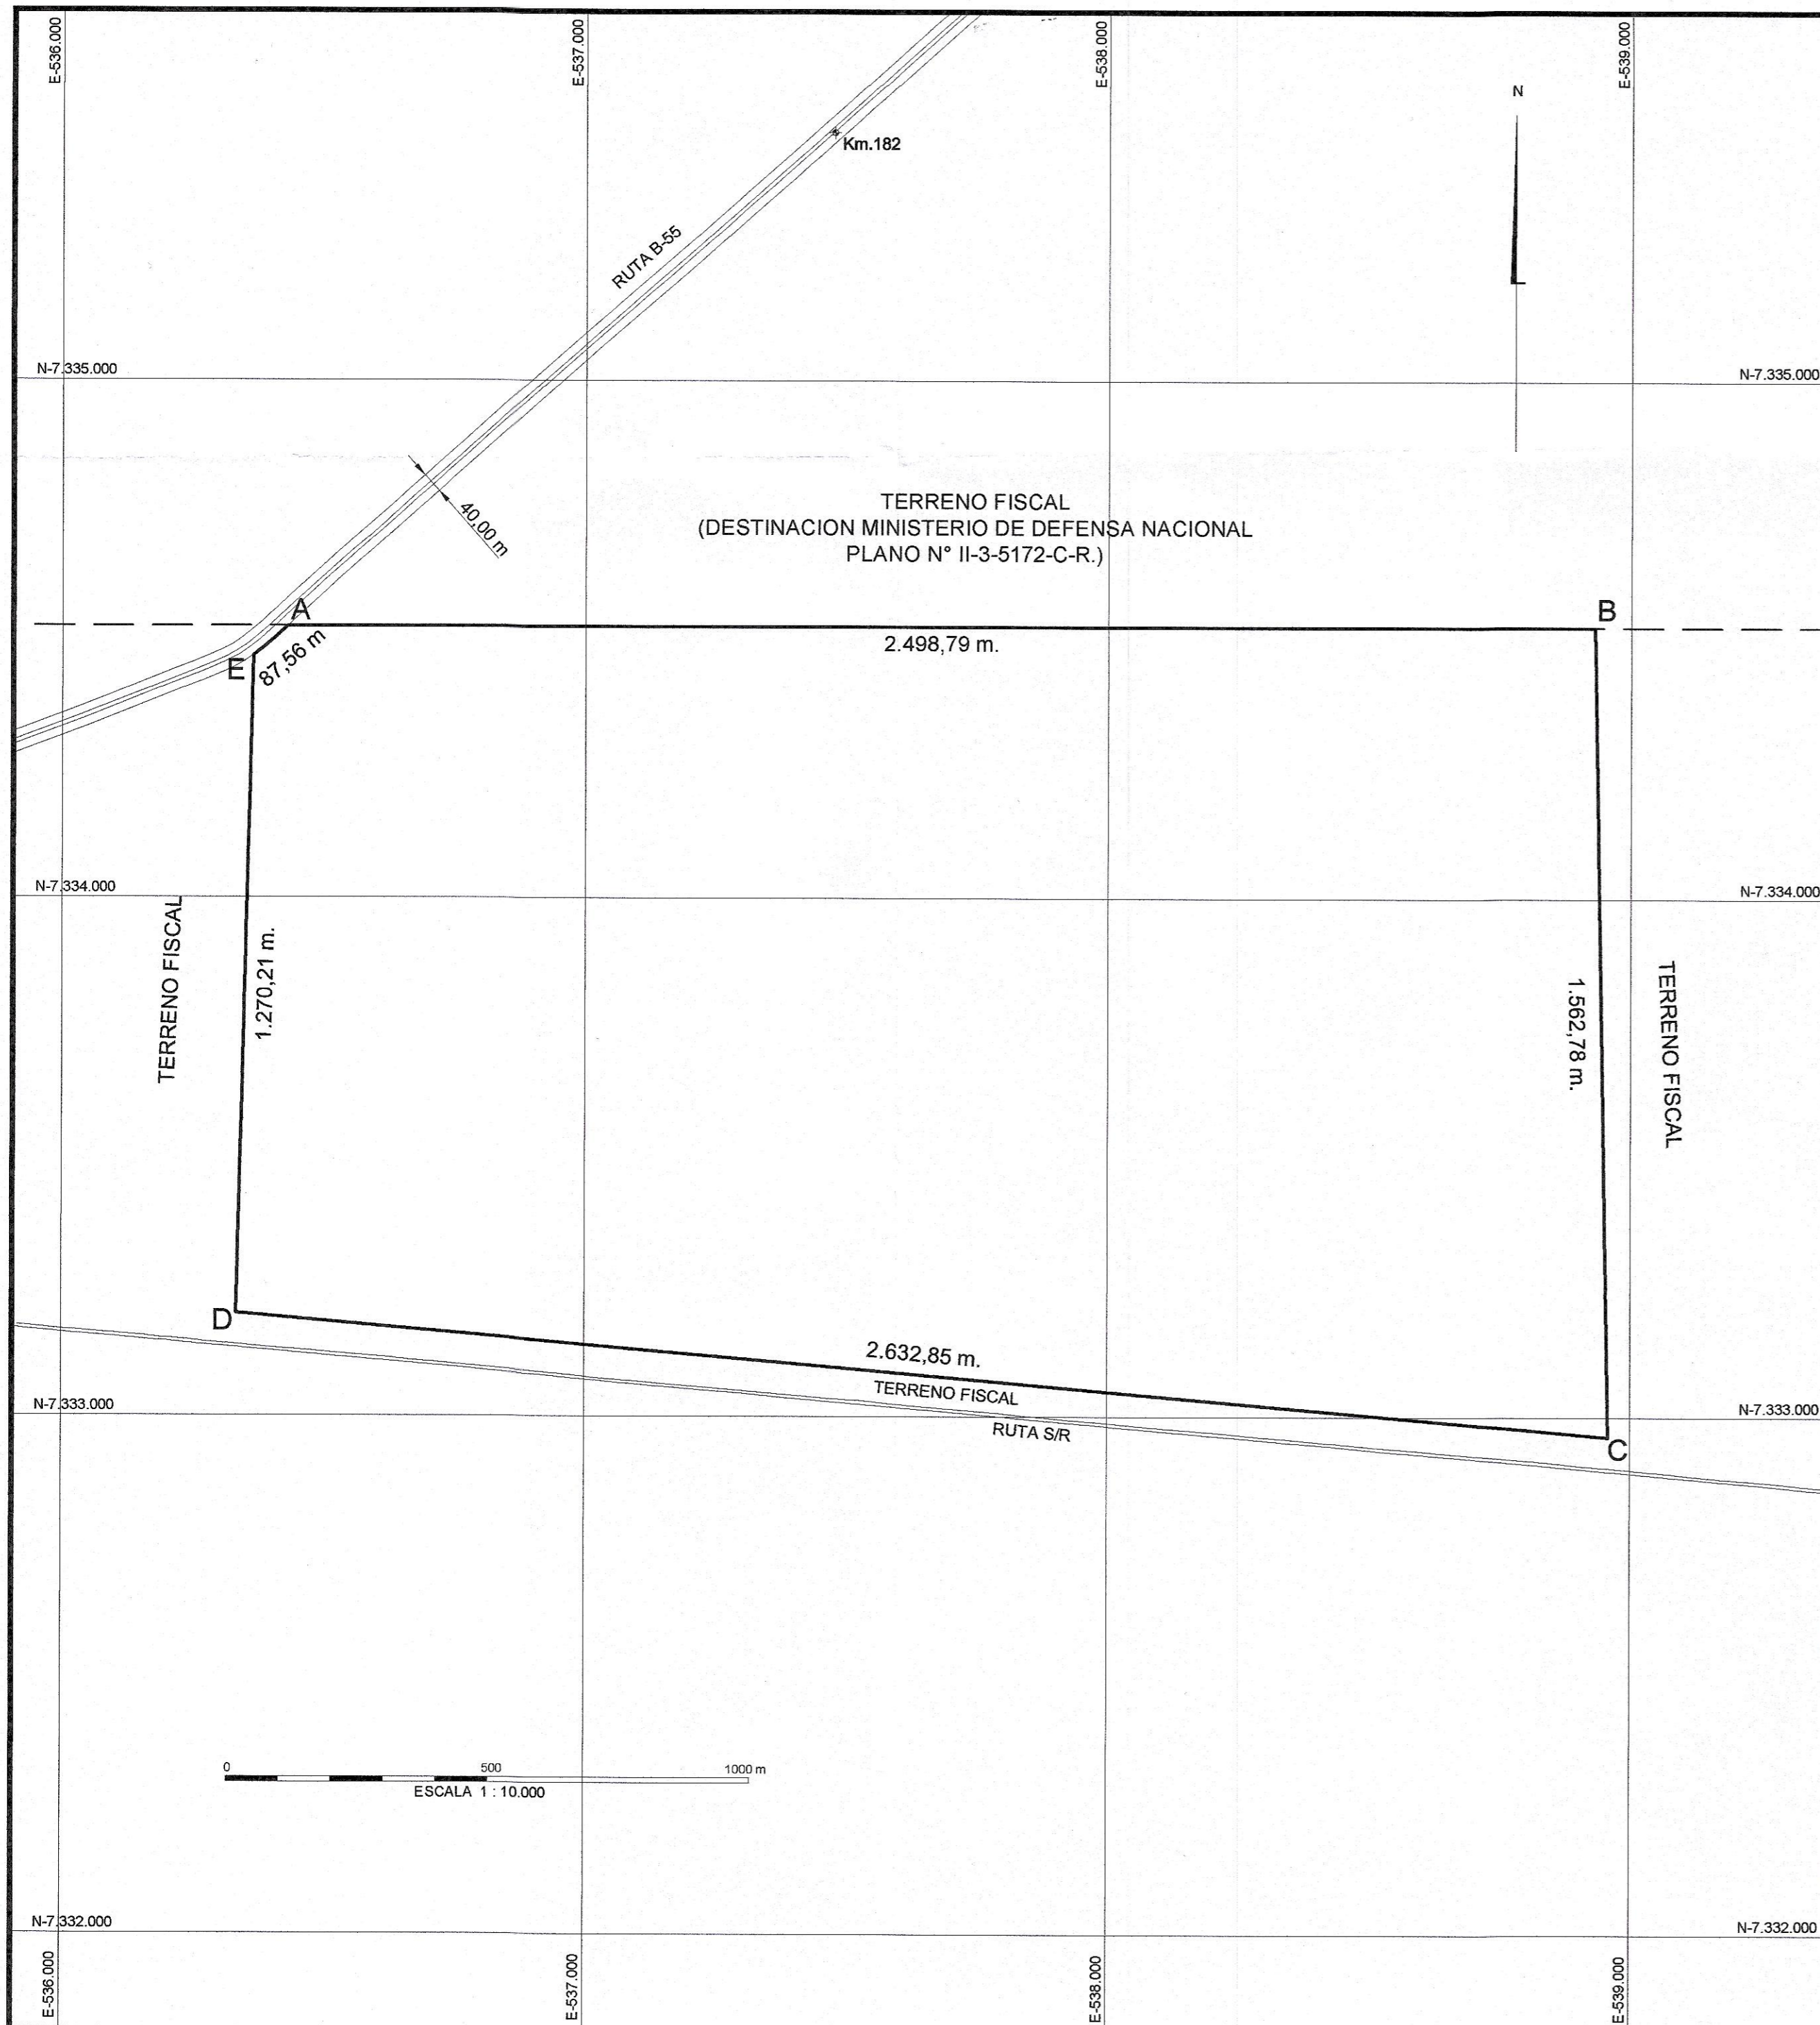 E-536.000
E-537.000
E-538.000
E-539.000
N
Km.182
RUTA B-55
N-7.335.000
N-7.335.000
40,00 m
TERRENO FISCAL
(DESTINACION MINISTERIO DE DEFENSA NACIONAL
PLANO N° II-3-5172-C-R.)
A
B
2.498,79 m.
E
87,56 m
N-7.334.000
N-7.334.000
TERRENO FISCAL
1.270,21 m.
1.562,78 m.
TERRENO FISCAL
D
2.632,85 m.
TERRENO FISCAL
N-7.333.000
N-7.333.000
RUTA S/R
C
0 500 1000 m
ESCALA 1 : 10.000
N-7.332.000
N-7.332.000
E-536.000
E-537.000
E-538.000
E-539.000